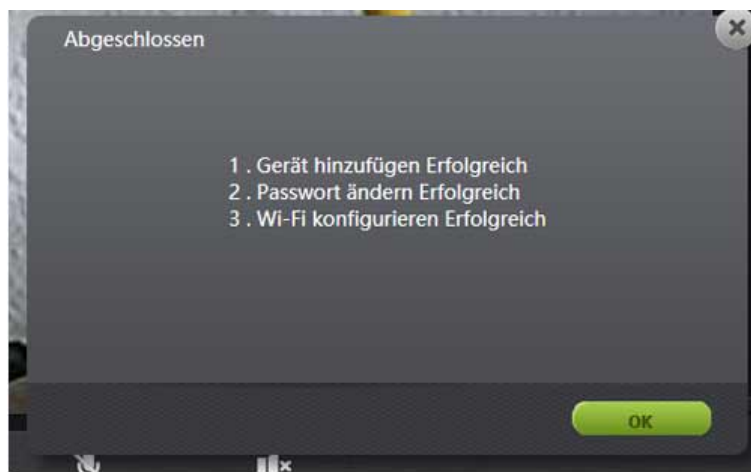 Abgeschlossen
1 . Gerät hinzufügen Erfolgreich
2 . Passwort ändern Erfolgreich
3 . Wi-Fi konfigurieren Erfolgreich
OK